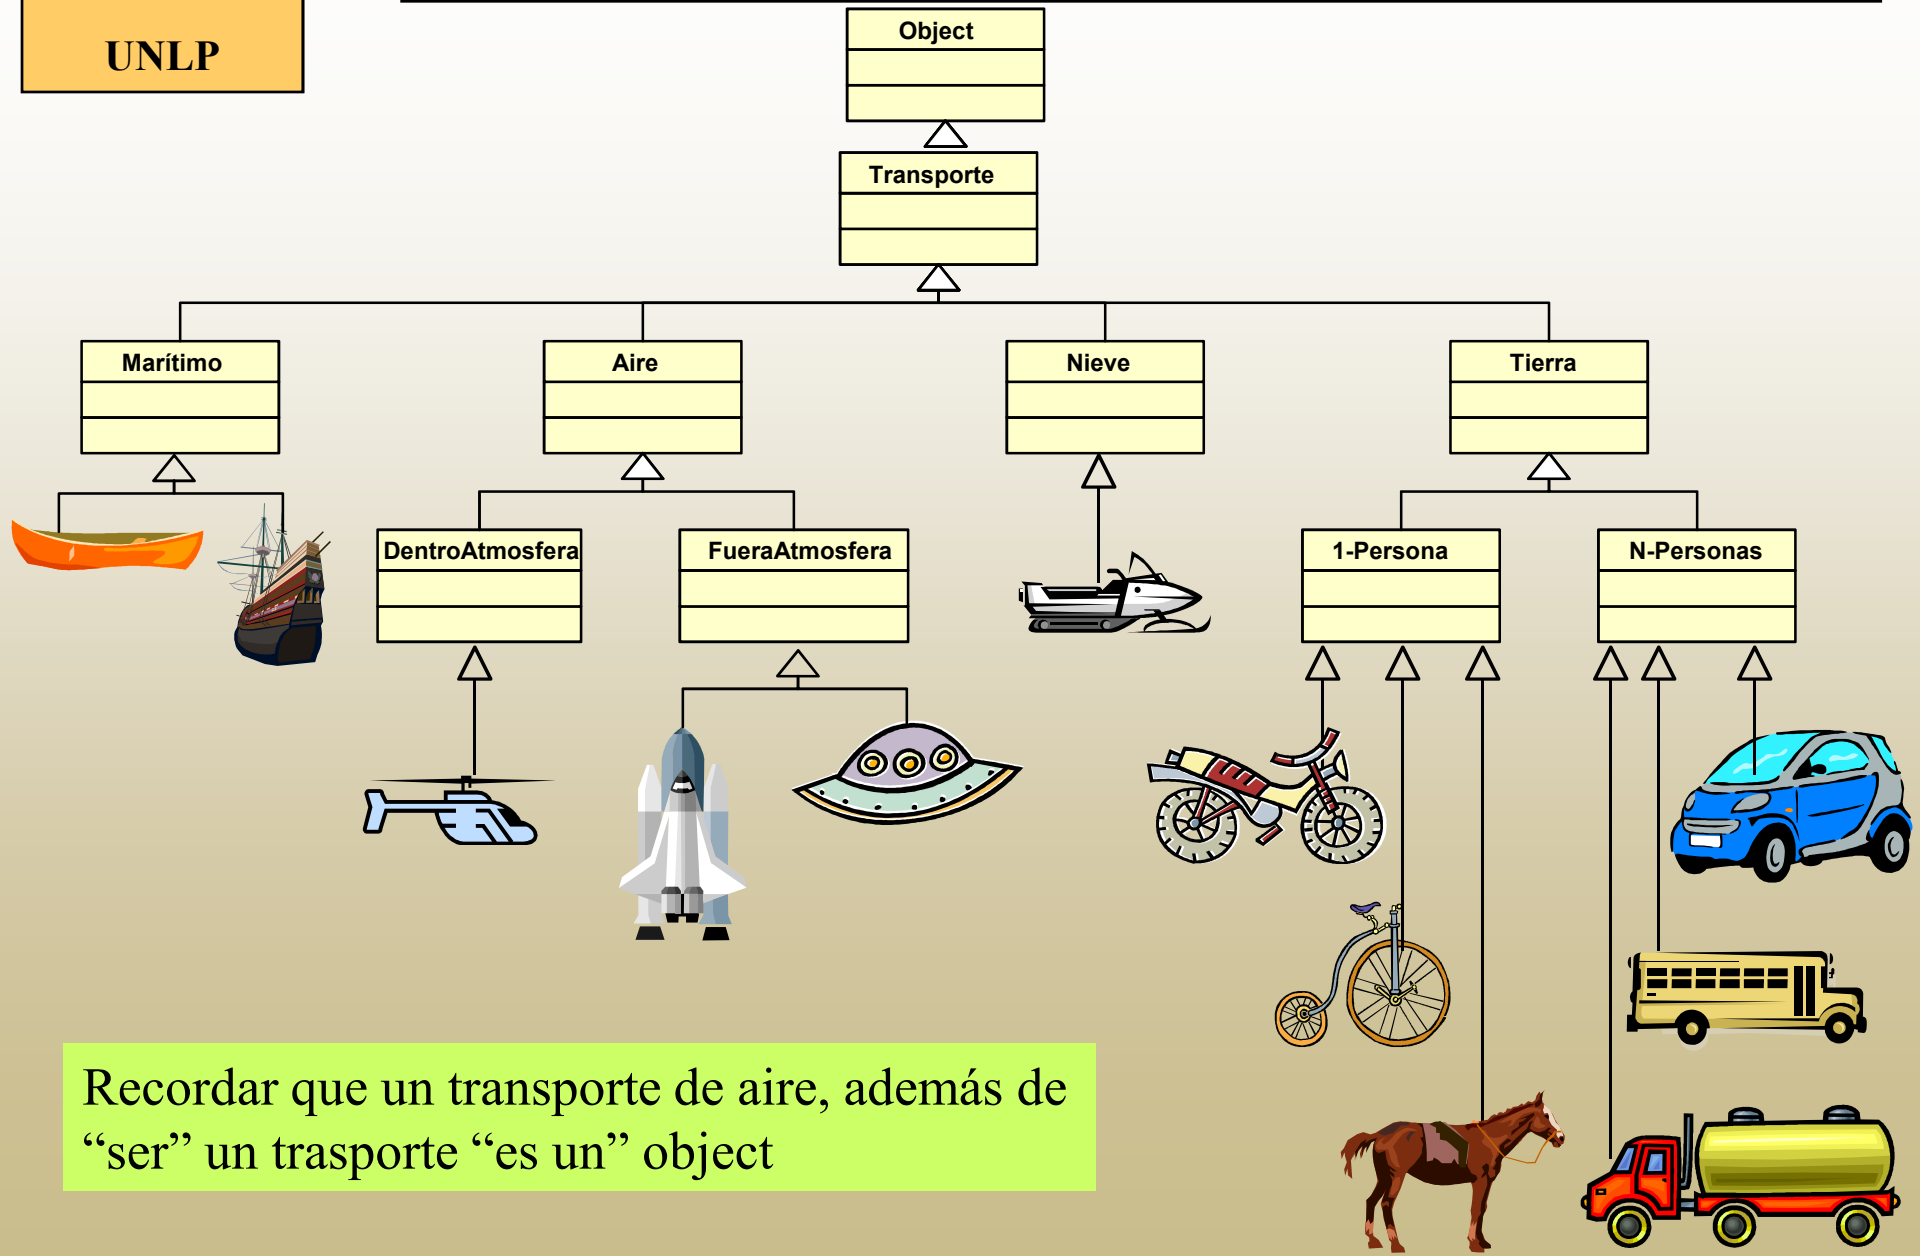 UNLP
Object
Transporte
Marítimo
Aire
Nieve
Tierra
DentroAtmosfera
FueraAtmosfera
1-Persona
N-Personas
Recordar que un transporte de aire, además de
“ser” un trasporte “es un” object